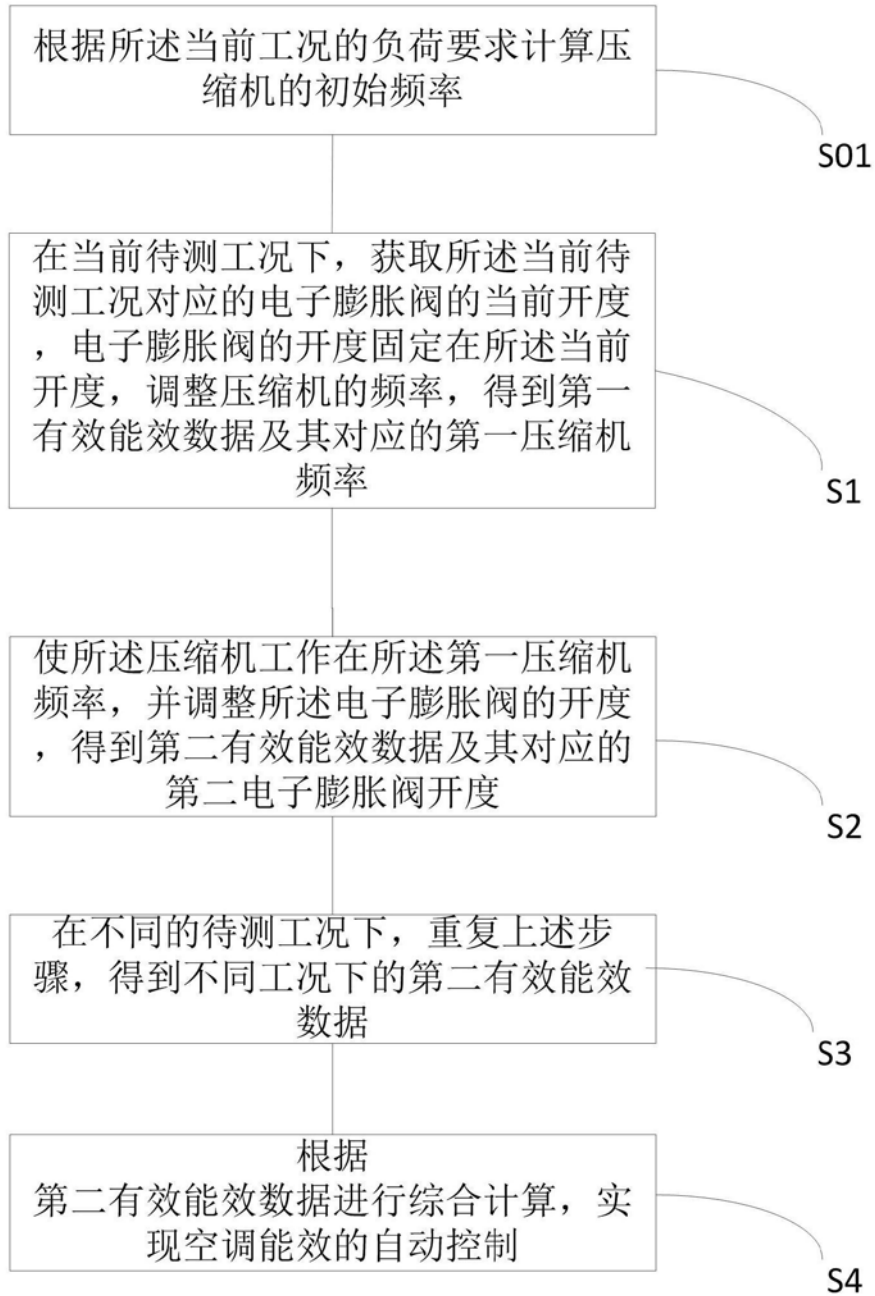 根据所述当前工况的负荷要求计算压
缩机的初始频率
S01
在当前待测工况下，获取所述当前待
测工况对应的电子膨胀阀的当前开度
，电子膨胀阀的开度固定在所述当前
开度，调整压缩机的频率，得到第一
有效能效数据及其对应的第一压缩机
频率
S1
使所述压缩机工作在所述第一压缩机
频率，并调整所述电子膨胀阀的开度
，得到第二有效能效数据及其对应的
第二电子膨胀阀开度
S2
在不同的待测工况下，重复上述步
骤，得到不同工况下的第二有效能效
数据
S3
根据
第二有效能效数据进行综合计算，实
现空调能效的自动控制
S4